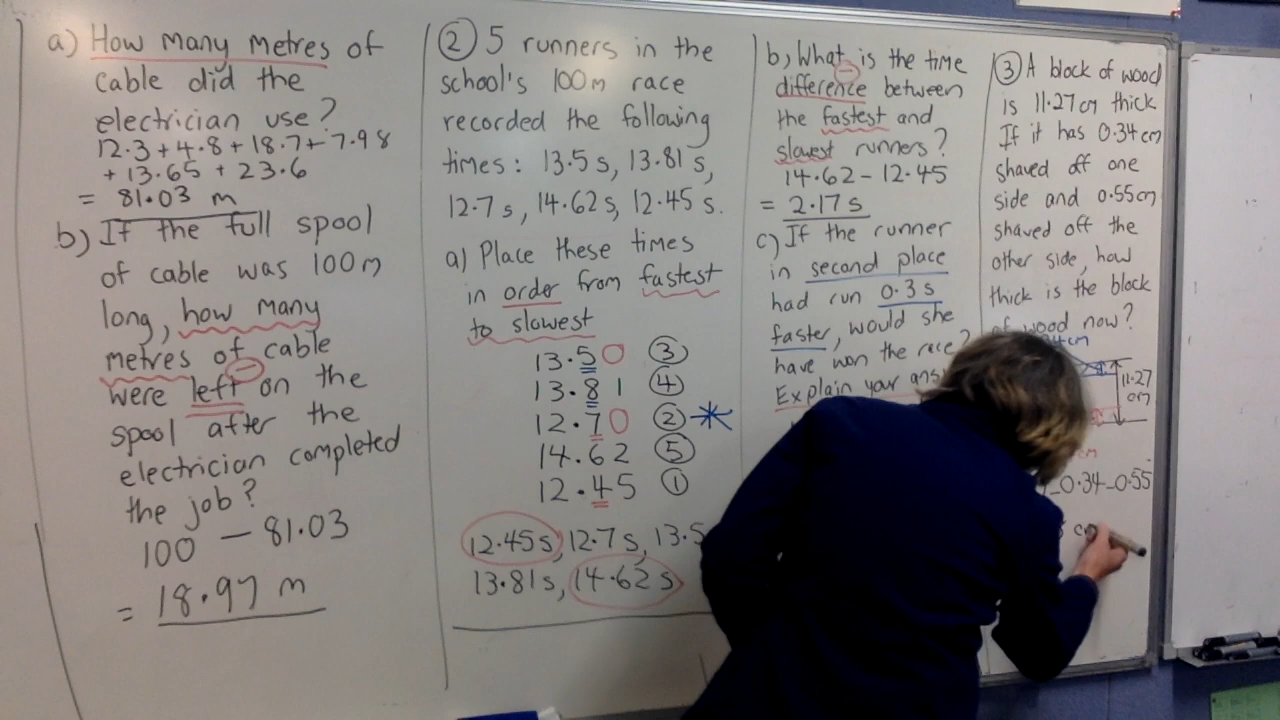 a) How many metres of
cable did the
electrician use?
12.3 + 4.8 + 18.7 + 7.98
+ 13.65 + 23.6
= 81.03 m
b) If the full spool
of cable was 100m
long, how many
metres of cable
were left on the
spool after the
electrician completed
the job?
100 - 81.03
= 18.97 m
② 5 runners in the
school's 100m race
recorded the following
times: 13.5 s, 13.81 s,
12.7 s, 14.62 s, 12.45 s.
a) Place these times
in order from fastest
to slowest
13.50 ③
13.81 ④
12.70 ②
14.62 ⑤
12.45 ①
12.45 s, 12.7 s, 13.5
13.81 s, 14.62 s
b) What is the time
difference between
the fastest and
slowest runners?
14.62 - 12.45
= 2.17 s
c) If the runner
in second place
had run 0.3 s
faster, would she
have won the race?
Explain your
③ A block of wood
is 11.27 cm thick
If it has 0.34 cm
shaved off one
side and 0.55cm
shaved off the
other side, how
thick is the block
of wood now?
11.27
cm
cm
-0.34-0.55
cm